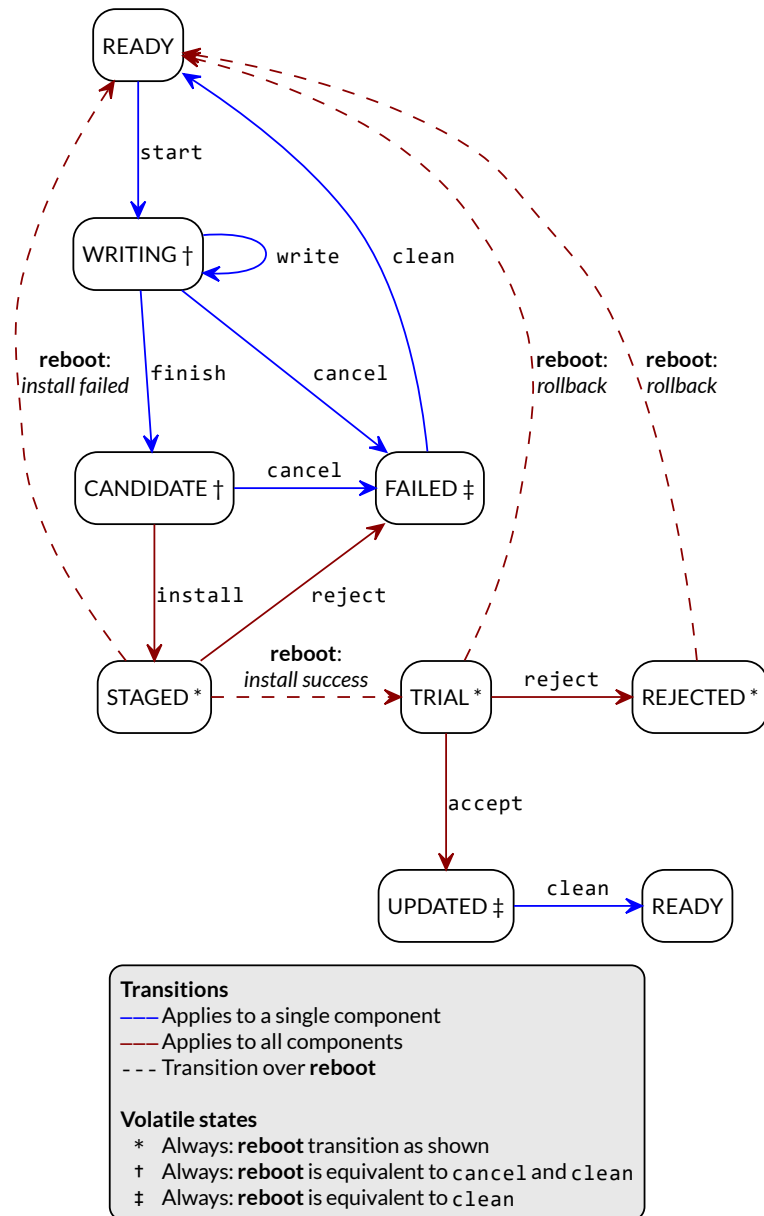 READY
start
WRITING †
write
clean
reboot:
install failed
finish
cancel
reboot:
rollback
reboot:
rollback
CANDIDATE †
cancel
FAILED ‡
install
reject
STAGED *
reboot:
install success
TRIAL *
reject
REJECTED *
accept
UPDATED ‡
clean
READY
Transitions
Applies to a single component
Applies to all components
Transition over reboot
Volatile states
* Always: reboot transition as shown
† Always: reboot is equivalent to cancel and clean
‡ Always: reboot is equivalent to clean